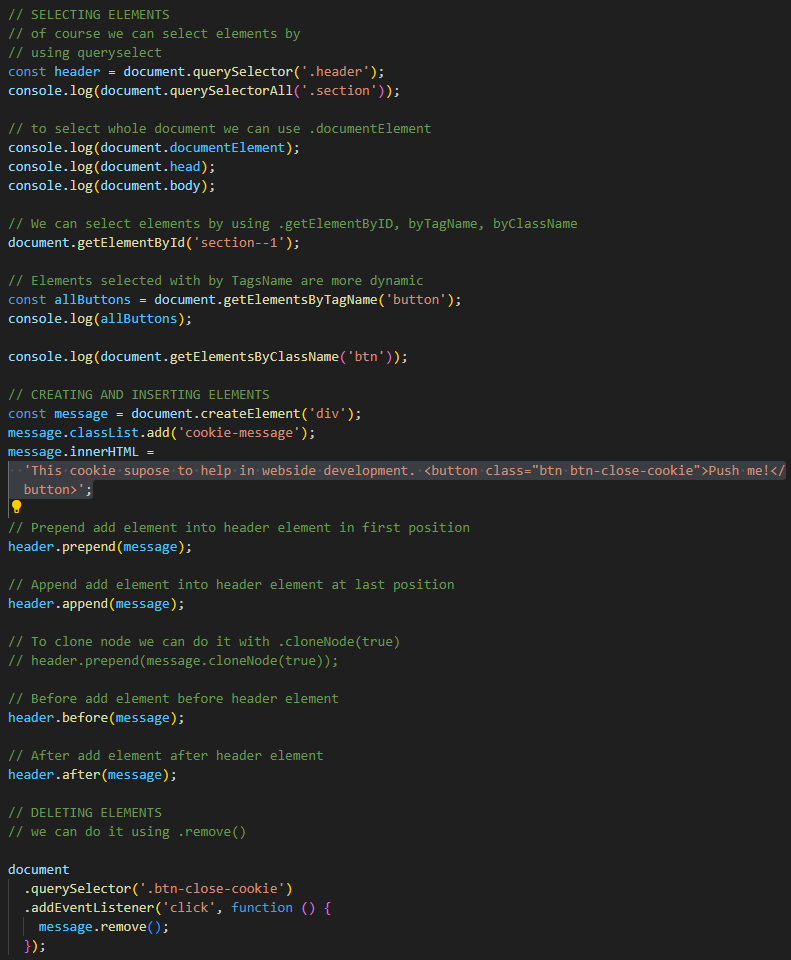 // SELECTING ELEMENTS
// of course we can select elements by
// using queryselect
const header = document.querySelector('.header');
console.log(document.querySelectorAll('.section'));
// to select whole document we can use .documentElement
console.log(document.documentElement);
console.log(document.head);
console.log(document.body);
// We can select elements by using .getElementByID, byTagName, byClassName
document.getElementById('section--1');
// Elements selected with by TagsName are more dynamic
const allButtons = document.getElementsByTagName('button');
console.log(allButtons);
console.log(document.getElementsByClassName('btn'));
// CREATING AND INSERTING ELEMENTS
const message = document.createElement('div');
message.classList.add('cookie-message');
message.innerHTML =
'This cookie supose to help in webside development. <button class="btn btn-close-cookie">Push me!</
button>';
// Prepend add element into header element in first position
header.prepend(message);
// Append add element into header element at last position
header.append(message);
// To clone node we can do it with .cloneNode(true)
// header.prepend(message.cloneNode(true));
// Before add element before header element
header.before(message);
// After add element after header element
header.after(message);
// DELETING ELEMENTS
// we can do it using .remove()
document
.querySelector('.btn-close-cookie')
.addEventListener('click', function () {
message.remove();
});